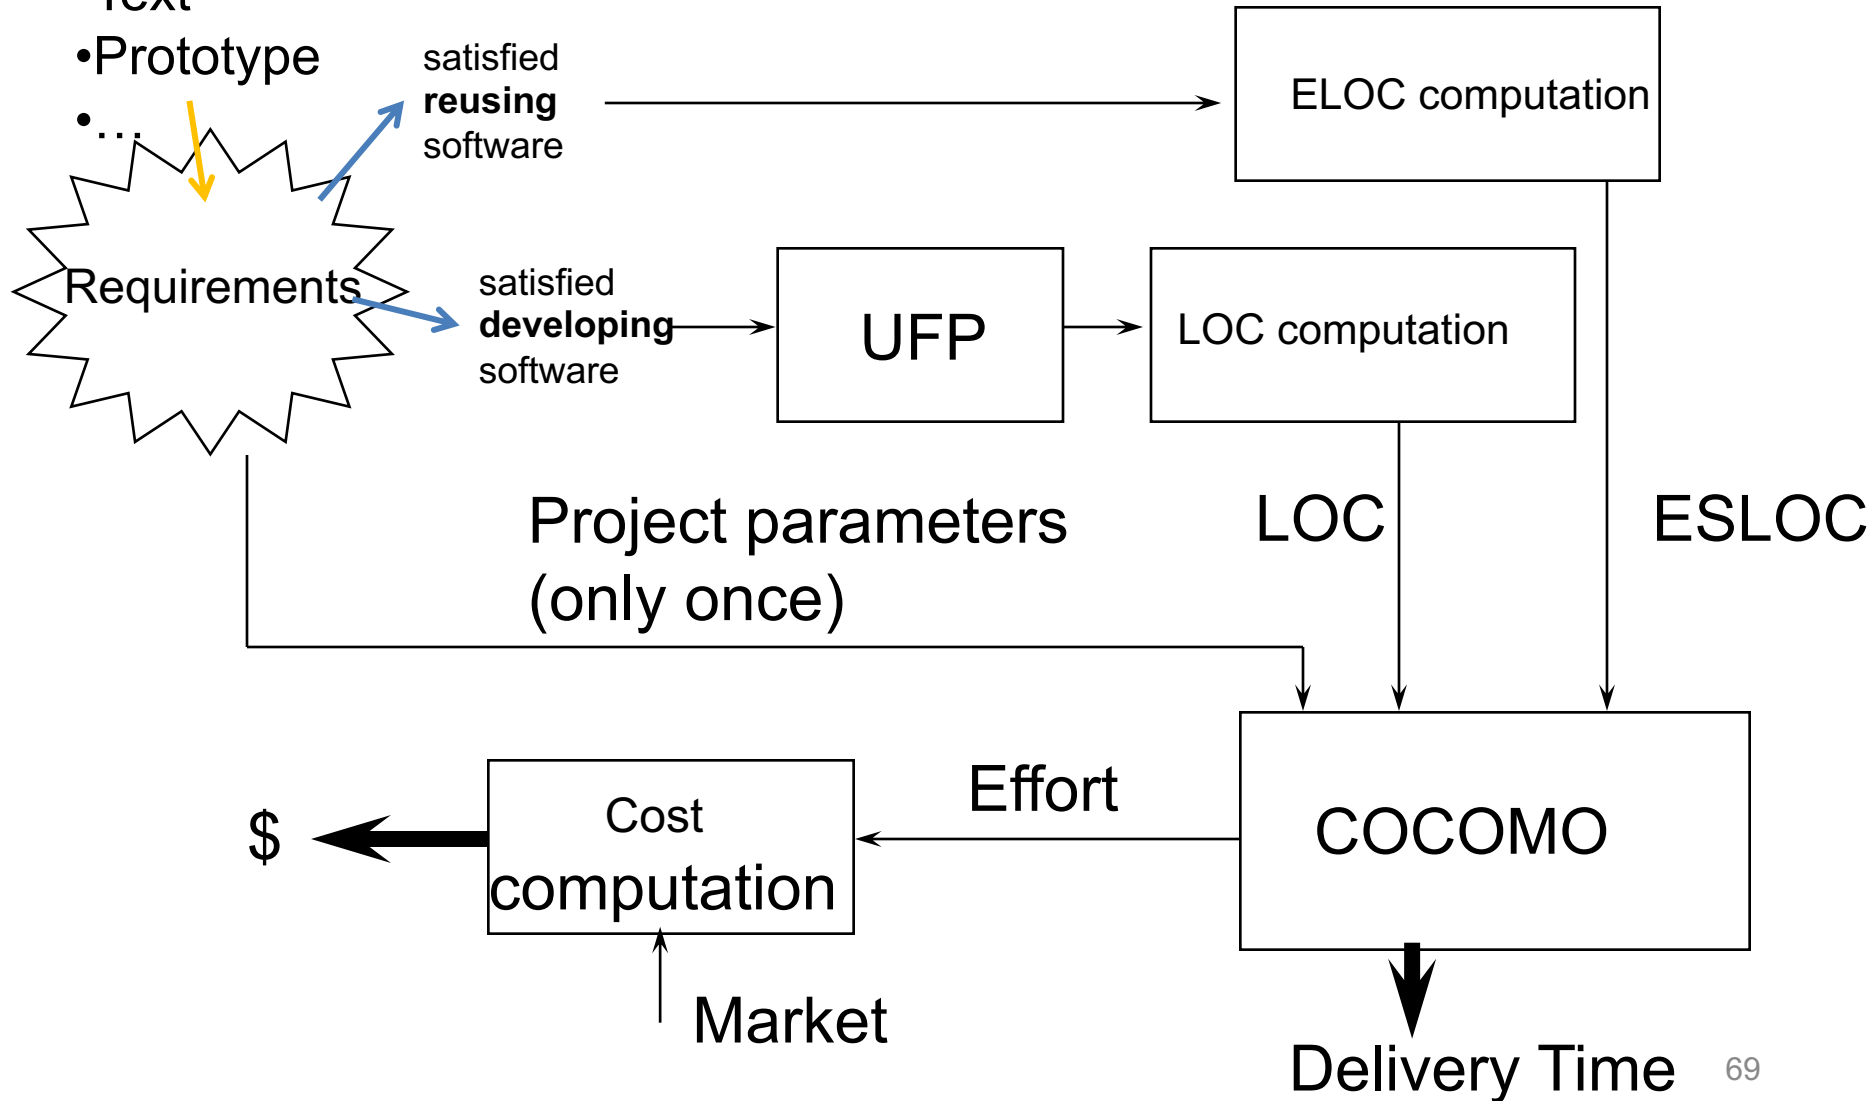 Text
•Prototype
•…
satisfied
reusing
software
ELOC computation
Requirements
satisfied
developing
software
UFP
LOC computation
Project parameters
(only once)
LOC
ESLOC
Effort
Cost
computation
$
COCOMO
Market
Delivery Time
69